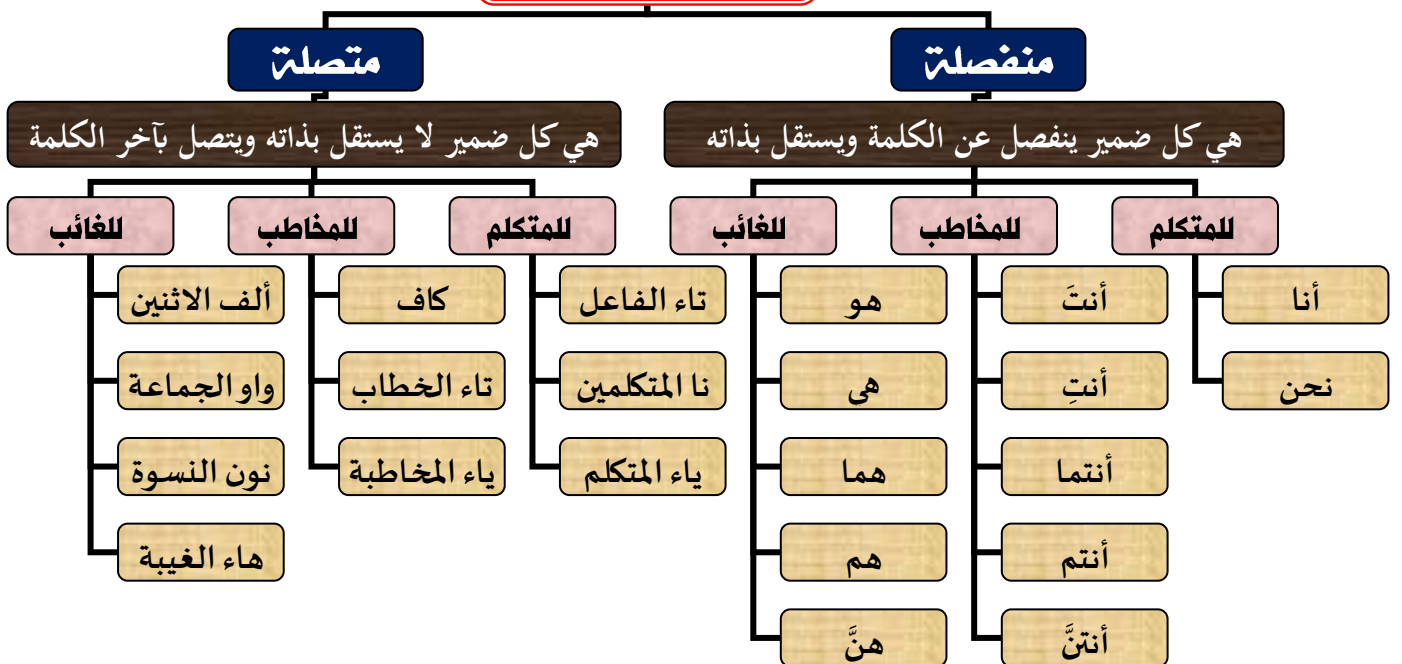 منفصلة
هي كل ضمير ينفصل عن الكلمة ويستقل بذاته
للمتكلم
أنا
نحن
للمخاطب
أنتَ
أنتِ
أنتما
أنتم
أنتنَّ
للغائب
هو
هى
هما
هم
هنَّ
متصلة
هي كل ضمير لا يستقل بذاته ويتصل بآخر الكلمة
للمتكلم
تاء الفاعل
نا المتكلمين
ياء المتكلم
للمخاطب
كاف
تاء الخطاب
ياء المخاطبة
للغائب
ألف الاثنين
واو الجماعة
نون النسوة
هاء الغيبة